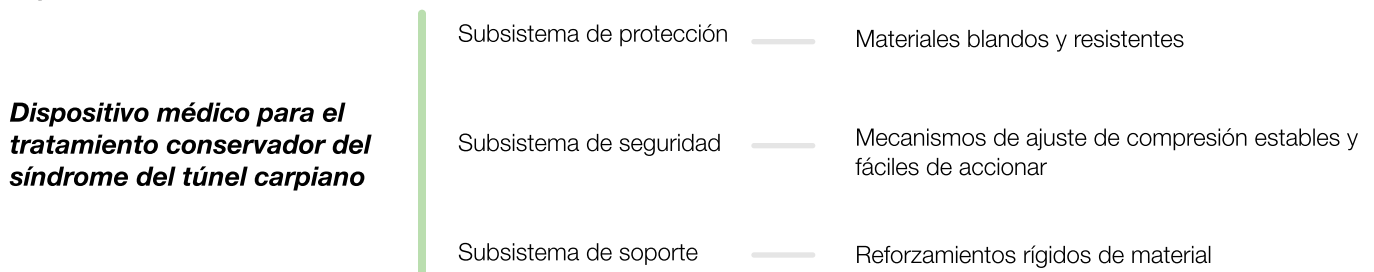 Dispositivo médico para el
tratamiento conservador del
síndrome del túnel carpiano
Subsistema de protección
Materiales blandos y resistentes
Subsistema de seguridad
Mecanismos de ajuste de compresión estables y
fáciles de accionar
Subsistema de soporte
Reforzamientos rígidos de material